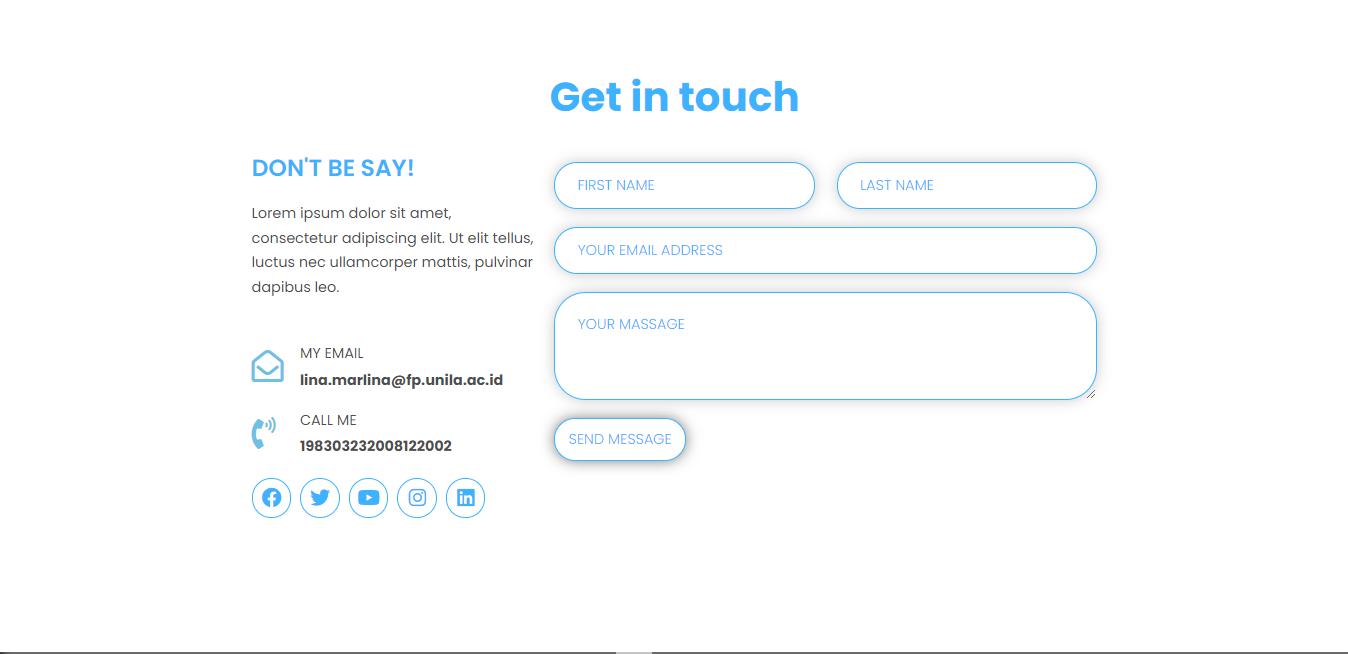 Get in touch
DON'T BE SAY!
Lorem ipsum dolor sit amet,
consectetur adipiscing elit. Ut elit tellus,
luctus nec ullamcorper mattis, pulvinar
dapibus leo.
MY EMAIL
lina.marlina@fp.unila.ac.id
CALL ME
198303232008122002
FIRST NAME
LAST NAME
YOUR EMAIL ADDRESS
YOUR MASSAGE
SEND MESSAGE